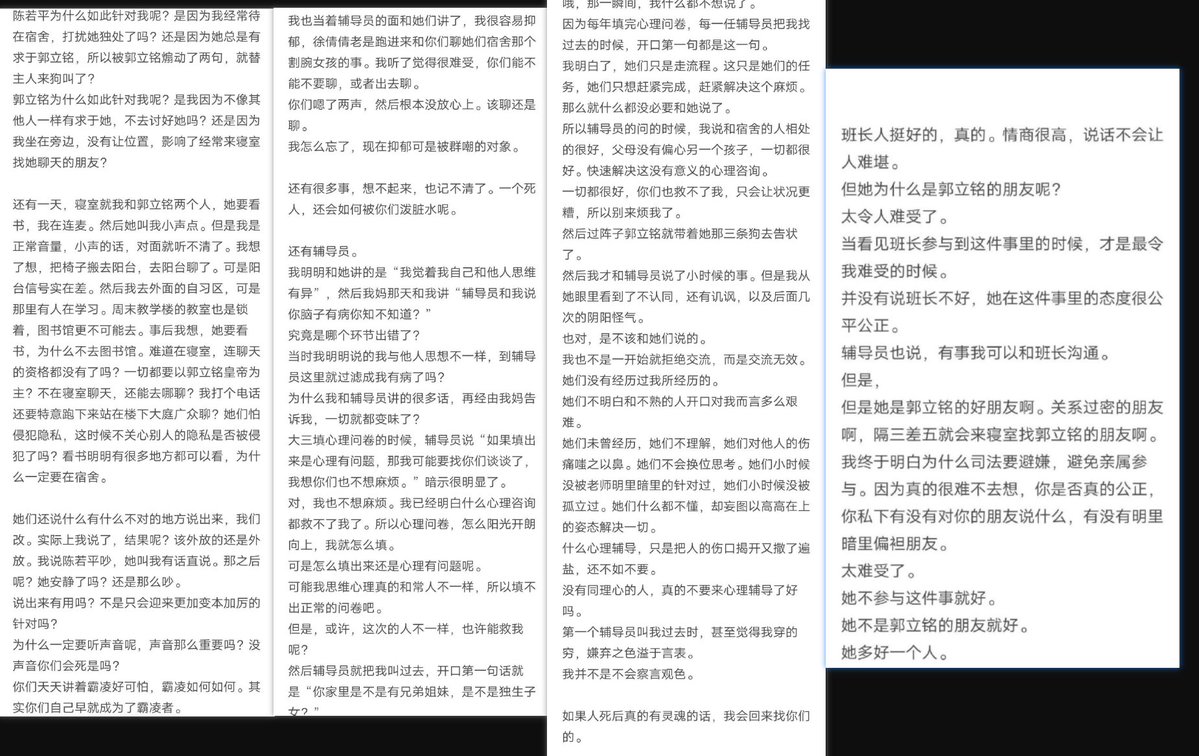 陈若平为什么如此针对我呢？是因为我经常待
在宿舍，打扰她独处了吗？还是因为她总是有
求于郭立铭，所以被郭立铭煽动了两句，就替
主人来狗叫了？
郭立铭为什么如此针对我呢？是我因为不像其
他人一样有求于她，不去讨好她吗？还是因为
我坐在旁边，没有让位置，影响了经常来寝室
找她聊天的朋友？
还有一天，寝室就我和郭立铭两个人，她要看
书，我在连麦。然后她叫我小声点。但是我是
正常音量，小声的话，对面就听不清了。我想
了想，把椅子搬去阳台，去阳台聊了。可是阳
台信号实在差。然后我去外面的自习区，可是
那里有人在学习。周末教学楼的教室也是锁
着，图书馆更不可能去。事后我想，她要看
书，为什么不去图书馆。难道在寝室，连聊天
的资格都没有了吗？一切都要以郭立铭皇帝为
主？不在寝室聊天，还能去哪聊？我打个电话
还要特意跑下来站在楼下大庭广众聊？她们怕
侵犯隐私，这时候不关心别人的隐私是否被侵
犯了吗？看书明明有很多地方都可以看，为什
么一定要在宿舍。
她们还说什么有什么不对的地方说出来，我们
改。实际上我说了，结果呢？该外放的还是外
放。我说陈若平吵，她叫我有话直说。那之后
呢？她安静了吗？还是那么吵。
说出来有用吗？不是只会迎来更加变本加厉的
针对吗？
为什么一定要听声音呢，声音那么重要吗？没
声音你们会死是吗？
你们天天讲着霸凌好可怕，霸凌如何如何。其
实你们自己早就成为了霸凌者。
我也当着辅导员的面和她们讲了，我很容易抑
郁，徐倩倩老是跑进来和你们聊她们宿舍那个
割腕女孩的事。我听了觉得很难受，你们能不
能不要聊，或者出去聊。
你们嗯了两声，然后根本没放心上。该聊还是
聊。
我怎么忘了，现在抑郁可是被群嘲的对象。
还有很多事，想不起来，也记不清了。一个死
人，还会如何被你们泼脏水呢。
还有辅导员。
我明明和她讲的是“我觉着我自己和他人思维
有异”，然后我妈那天和我讲“辅导员和我说
你脑子有病你知不知道？”
究竟是哪个环节出错了？
当时我明明说的我与他人思想不一样，到辅导
员这里就过滤成我有病了吗？
为什么我和辅导员讲的很多话，再经由我妈告
诉我，一切就都变味了？
大三填心理问卷的时候，辅导员说“如果填出
来是心理有问题，那我可能要找你们谈谈了，
我想你们也不想麻烦。”暗示很明显了。
对，我也不想麻烦。我已经明白什么心理咨询
都救不了我了。所以心理问卷，怎么阳光开朗
向上，我就怎么填。
可是怎么填出来还是心理有问题呢。
可能我思维心理真的和常人不一样，所以填不
出正常的问卷吧。
但是，或许，这次的人不一样，也许能救我
呢？
然后辅导员就把我叫过去，开口第一句话就
是“你家里是不是有兄弟姐妹，是不是独生子
女？”
哦，那一瞬间，我什么都不想说了。
因为每年填完心理问卷，每一任辅导员把我找
过去的时候，开口第一句都是这一句。
我明白了，她们只是走流程。这只是她们的任
务，她们只想赶紧完成，赶紧解决这个麻烦。
那么就什么都没必要和她说了。
所以辅导员的问的时候，我说和宿舍的人相处
的很好，父母没有偏心另一个孩子，一切都很
好。快速解决这没有意义的心理咨询。
一切都很好，你们也救不了我，只会让状况更
糟，所以别来烦我了。
然后过阵子郭立铭就带着她那三条狗去告状
了。
然后我才和辅导员说了小时候的事。但是我从
她眼里看到了不认同，还有讥讽，以及后面几
次的阴阳怪气。
也对，是不该和她们说的。
我也不是一开始就拒绝交流，而是交流无效。
她们没有经历过我所经历的。
她们不明白和不熟的人开口对我而言多么艰
难。
她们未曾经历，她们不理解，她们对他人的伤
痛嗤之以鼻。她们不会换位思考。她们小时候
没被老师明里暗里的针对过，她们小时候没被
孤立过。她们什么都不懂，却妄图以高高在上
的姿态解决一切。
什么心理辅导，只是把人的伤口揭开又撒了遍
盐，还不如不要。
没有同理心的人，真的不要来心理辅导了好
吗。
第一个辅导员叫我过去时，甚至觉得我穿的
穷，嫌弃之色溢于言表。
我并不是不会察言观色。
如果人死后真的有灵魂的话，我会回来找你们
的。
班长人挺好的，真的。情商很高，说话不会让
人难堪。
但她为什么是郭立铭的朋友呢？
太令人难受了。
当看见班长参与到这件事里的时候，才是最令
我难受的时候。
并没有说班长不好，她在这件事里的态度很公
平公正。
辅导员也说，有事我可以和班长沟通。
但是，
但是她是郭立铭的好朋友啊。关系过密的朋友
啊，隔三差五就会来寝室找郭立铭的朋友啊。
我终于明白为什么司法要避嫌，避免亲属参
与。因为真的很难不去想，你是否真的公正，
你私下有没有对你的朋友说什么，有没有明里
暗里偏袒朋友。
太难受了。
她不参与这件事就好。
她不是郭立铭的朋友就好。
她多好一个人。